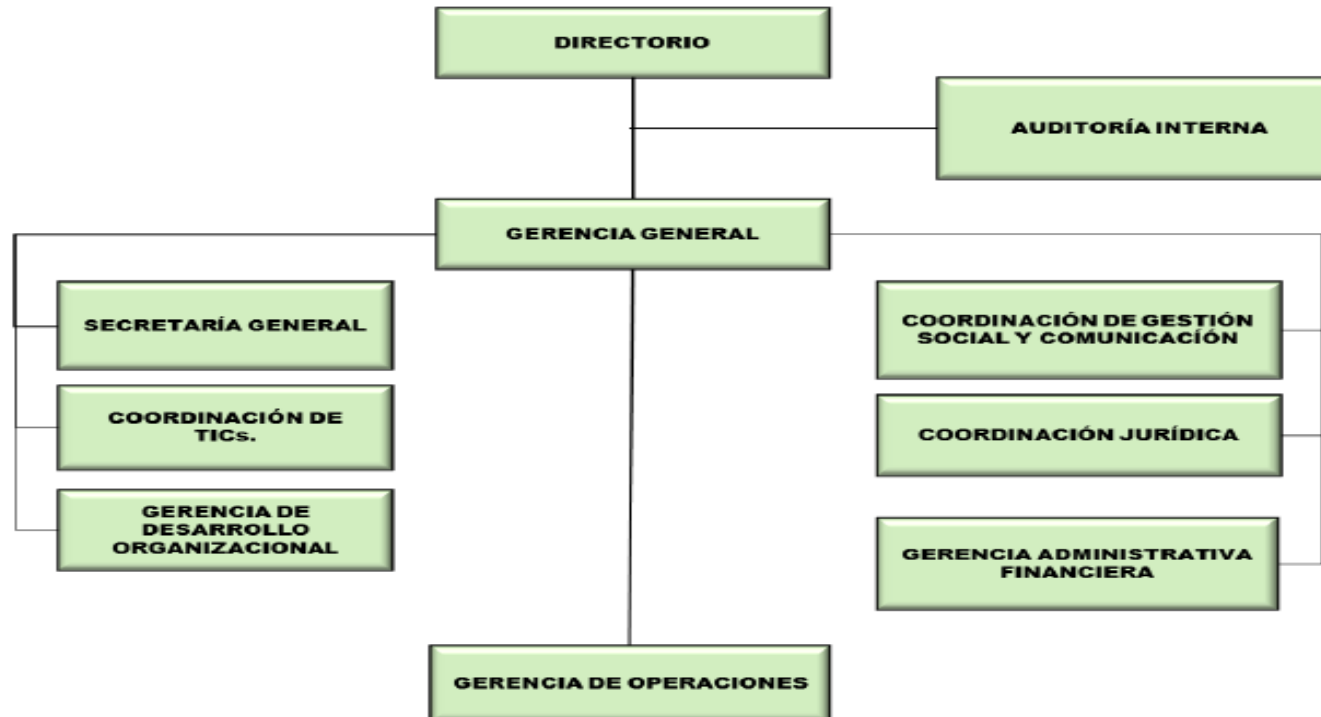 DIRECTORIO
AUDITORÍA INTERNA
GERENCIA GENERAL
SECRETARÍA GENERAL
COORDINACIÓN DE
TICs.
GERENCIA DE
DESARROLLO
ORGANIZACIONAL
COORDINACIÓN DE GESTIÓN
SOCIAL Y COMUNICACÍÓN
COORDINACIÓN JURÍDICA
GERENCIA ADMINISTRATIVA
FINANCIERA
GERENCIA DE OPERACIONES